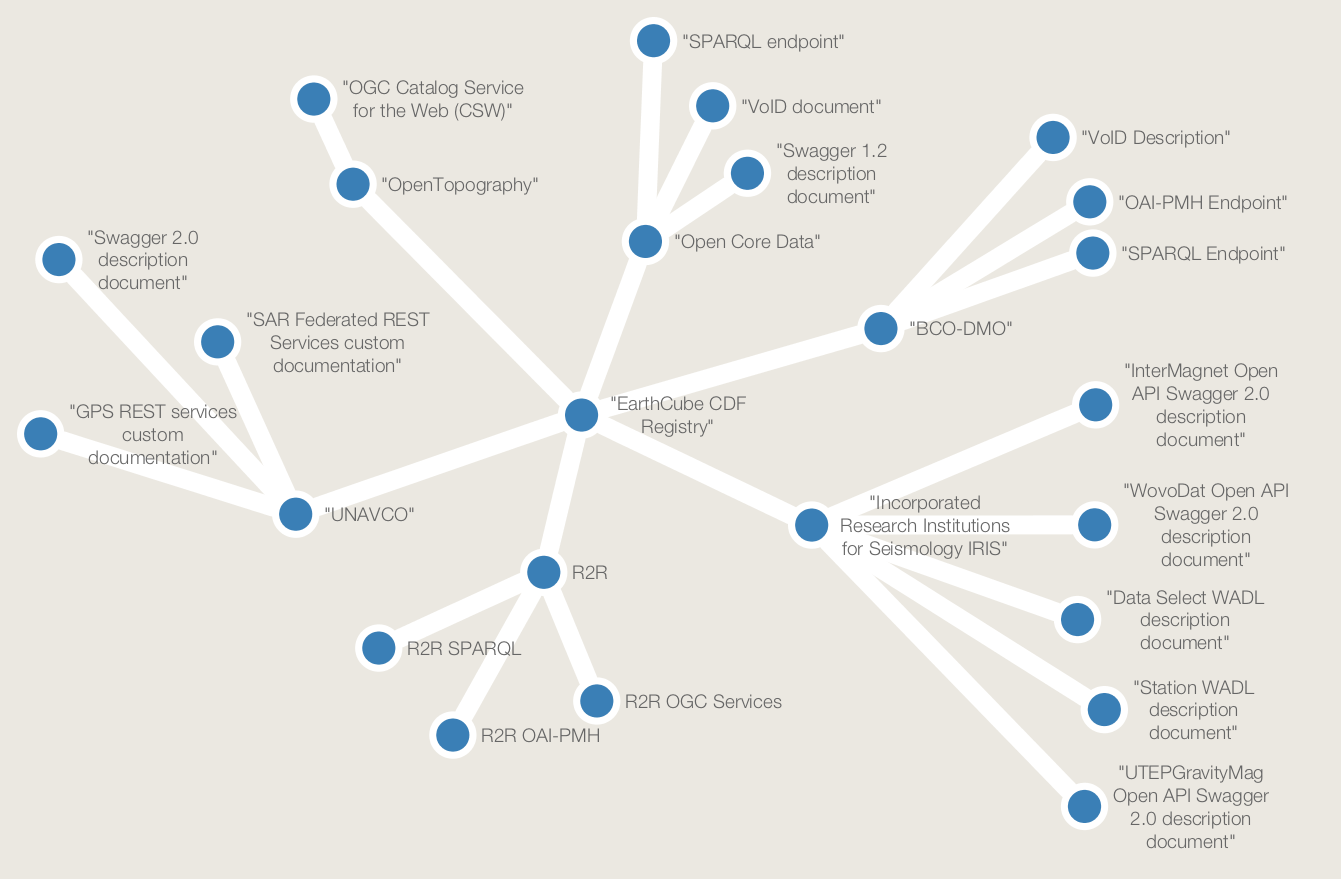 "SPARQL endpoint"
"OGC Catalog Service
for the Web (CSW)"
"VoID document"
"VoID Description"
"Swagger 1.2
description
document"
"OpenTopography"
"OAI-PMH Endpoint"
"Swagger 2.0
description
document"
"Open Core Data"
"SPARQL Endpoint"
"SAR Federated REST
Services custom
documentation"
"BCO-DMO"
"InterMagnet Open
API Swagger 2.0
description
document"
"GPS REST services
custom
documentation"
"EarthCube CDF
Registry"
"UNAVCO"
"Incorporated
Research Institutions
for Seismology IRIS"
"WovoDat Open API
Swagger 2.0
description
document"
R2R
"Data Select WADL
description
document"
R2R SPARQL
R2R OGC Services
"Station WADL
description
document"
R2R OAI-PMH
"UTEPGravityMag
Open API Swagger
2.0 description
document"